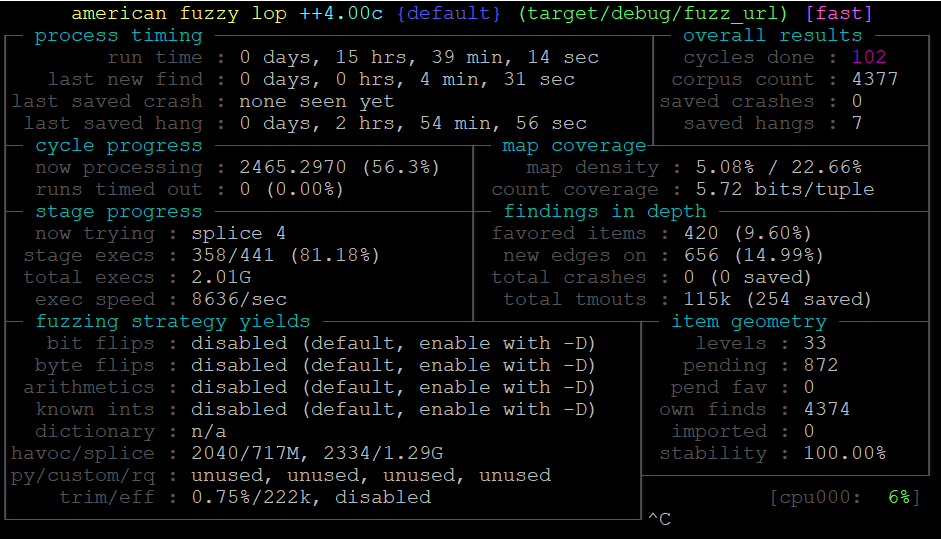 american fuzzy lop ++4.00c {default} (target/debug/fuzz_url) [fast]
process timing overall results
run time : 0 days, 15 hrs, 39 min, 14 sec cycles done : 102
last new find : 0 days, 0 hrs, 4 min, 31 sec corpus count : 4377
last saved crash : none seen yet saved crashes : 0
last saved hang : 0 days, 2 hrs, 54 min, 56 sec saved hangs : 7
cycle progress map coverage
now processing : 2465.2970 (56.3%) map density : 5.08% / 22.66%
runs timed out : 0 (0.00%) count coverage : 5.72 bits/tuple
stage progress findings in depth
now trying : splice 4 favored items : 420 (9.60%)
stage execs : 358/441 (81.18%) new edges on : 656 (14.99%)
total execs : 2.01G total crashes : 0 (0 saved)
exec speed : 8636/sec total tmouts : 115k (254 saved)
fuzzing strategy yields item geometry
bit flips : disabled (default, enable with -D) levels : 33
byte flips : disabled (default, enable with -D) pending : 872
arithmetics : disabled (default, enable with -D) pend fav : 0
known ints : disabled (default, enable with -D) own finds : 4374
dictionary : n/a imported : 0
havoc/splice : 2040/717M, 2334/1.29G stability : 100.00%
py/custom/rq : unused, unused, unused, unused
trim/eff : 0.75%/222k, disabled [cpu000: 6%]
^C